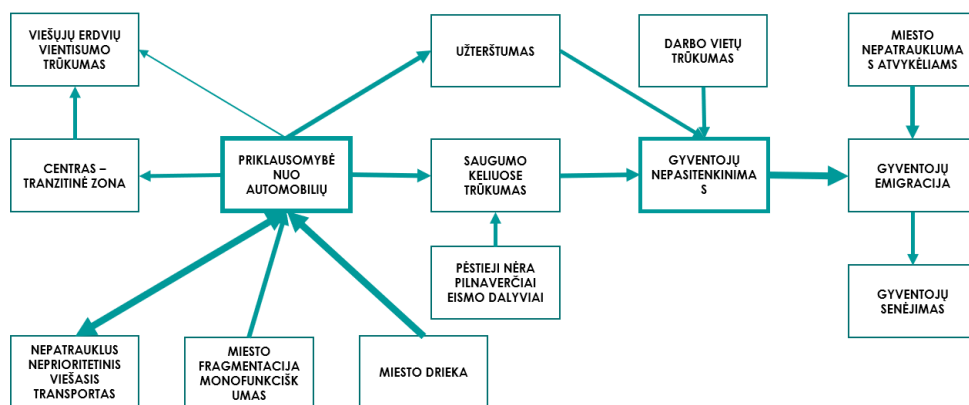 VIEŠŲJŲ ERDVIŲ
VIENTISUMO
TRŪKUMAS
UŽTERŠTUMAS
DARBO VIETŲ
TRŪKUMAS
MIESTO
NEPATRAUKLUMA
S ATVYKĖLIAMS
CENTRAS –
TRANZITINĖ ZONA
PRIKLAUSOMYBĖ
NUO
AUTOMOBILIŲ
SAUGUMO
KELIUOSE
TRŪKUMAS
GYVENTOJŲ
NEPASITENKINIMA
S
GYVENTOJŲ
EMIGRACIJA
PĖSTIEJI NĖRA
PILNAVERČIAI
EISMO DALYVIAI
GYVENTOJŲ
SENĖJIMAS
NEPATRAUKLUS
NEPRIORITETINIS
VIEŠASIS
TRANSPORTAS
MIESTO
FRAGMENTACIJA
MONOFUNKCIŠK
UMAS
MIESTO DRIEKA